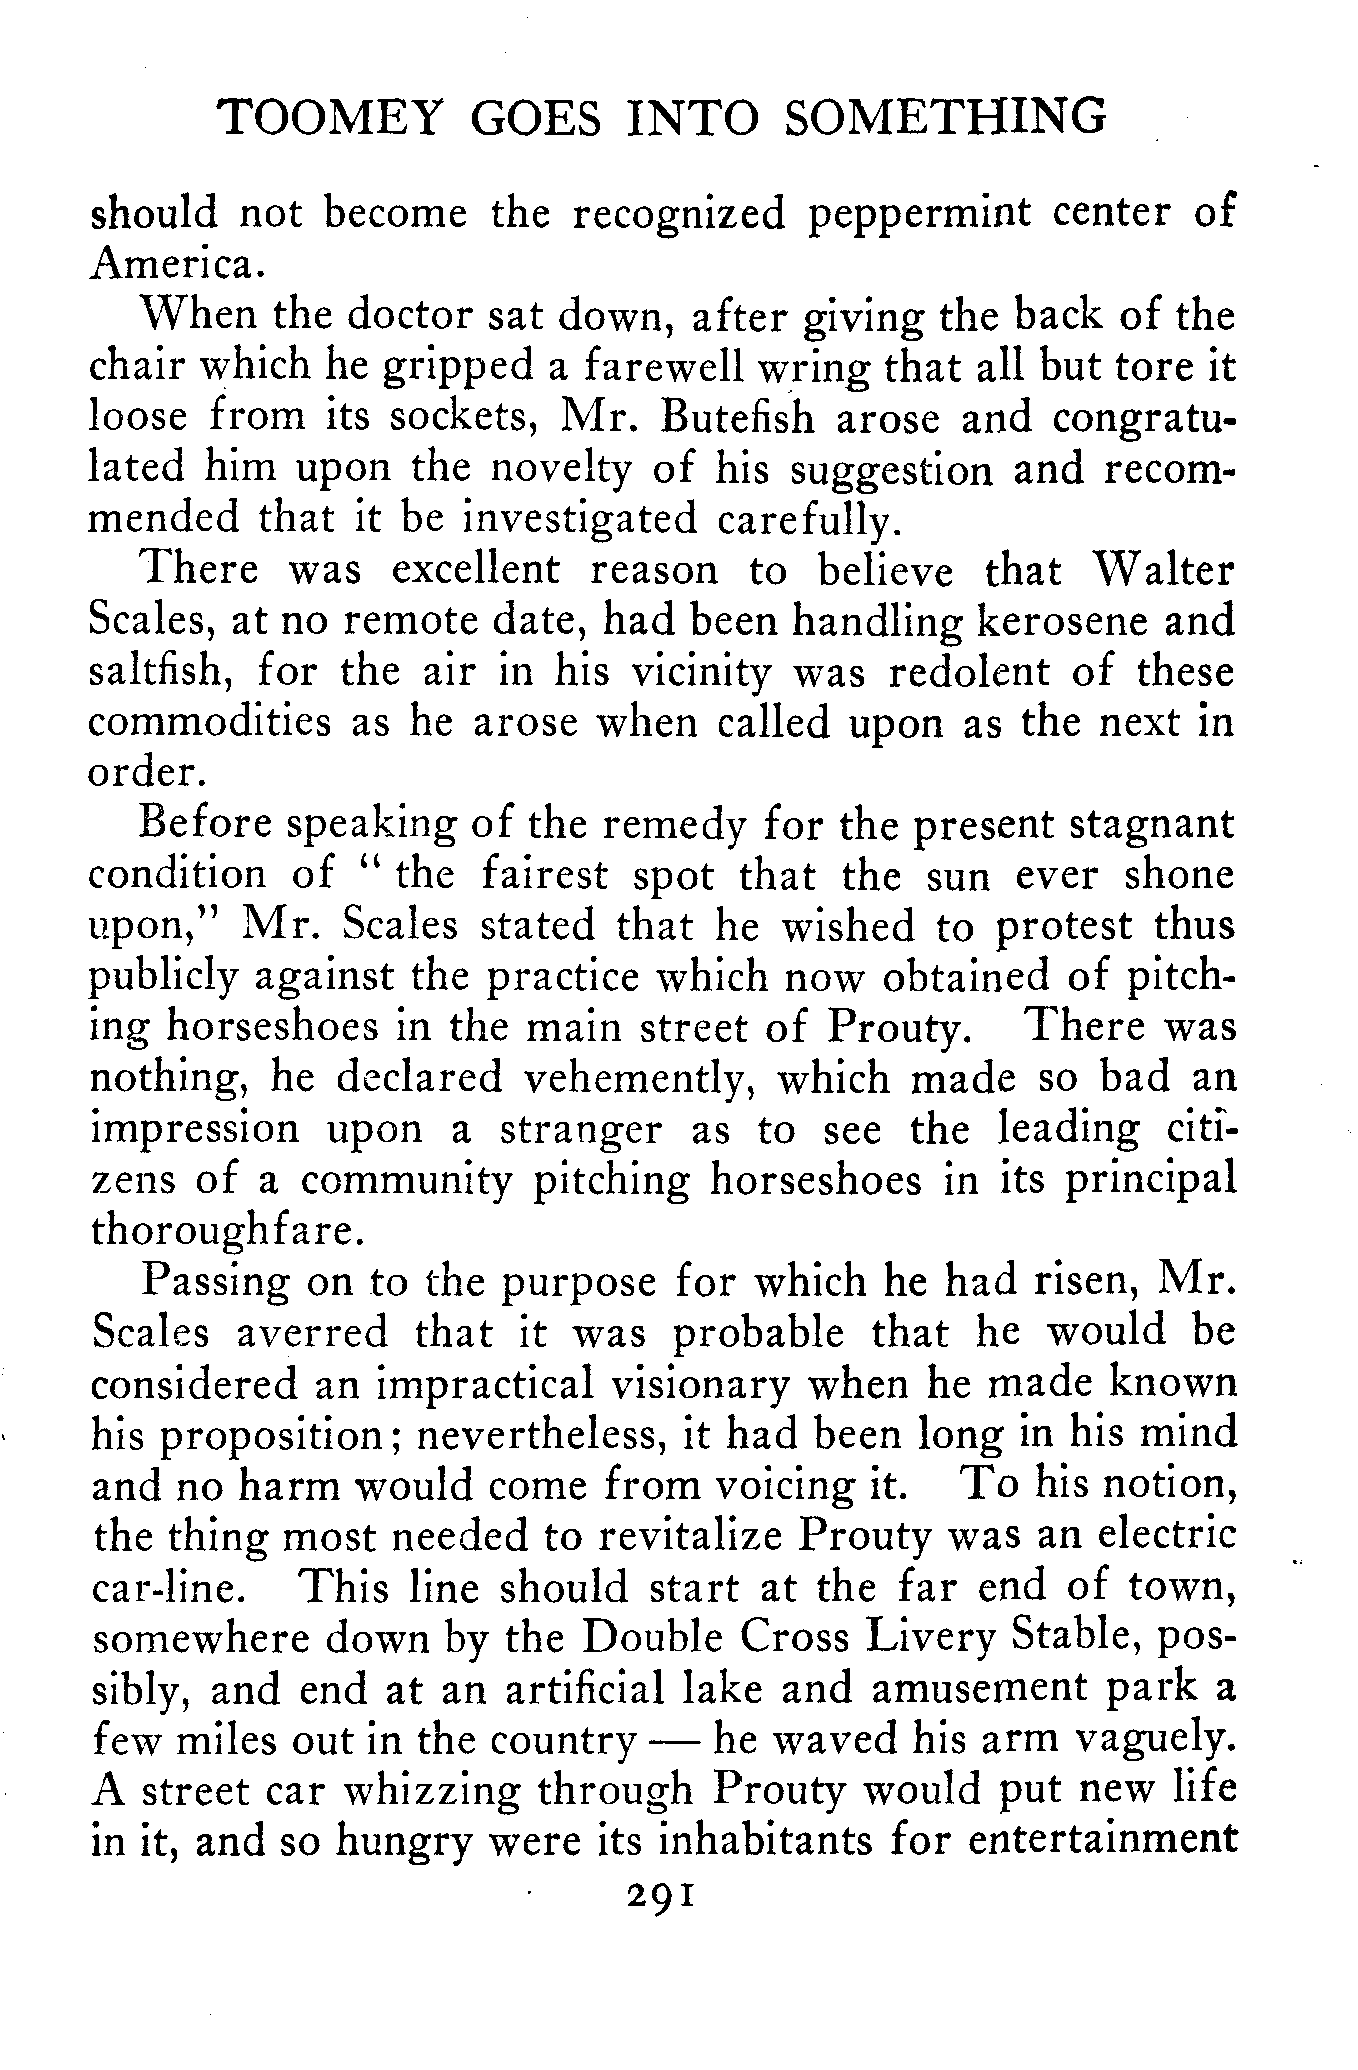 TOOMEY GOES INTO SOMETHING
should not become the recognized peppermint center of
America.
When the doctor sat down, after giving the back of the
chair which he gripped a farewell wring that all but tore it
loose from its sockets, Mr. Butefish arose and congratu-
lated him upon the novelty of his suggestion and recom-
mended that it be investigated carefully.
There was excellent reason to believe that Walter
Scales, at no remote date, had been handling kerosene and
saltfish, for the air in his vicinity was redolent of these
commodities as he arose when called upon as the next in
order.
Before speaking of the remedy for the present stagnant
condition of " the fairest spot that the sun ever shone
upon," Mr. Scales stated that he wished to protest thus
publicly against the practice which now obtained of pitch-
ing horseshoes in the main street of Prouty. There was
nothing, he declared vehemently, which made so bad an
impression upon a stranger as to see the leading citi-
zens of a community pitching horseshoes in its principal
thoroughfare.
Passing on to the purpose for which he had risen, Mr.
Scales averred that it was probable that he would be
considered an impractical visionary when he made known
his proposition; nevertheless, it had been long in his mind
and no harm would come from voicing it. To his notion,
the thing most needed to revitalize Prouty was an electric
car-line. This line should start at the far end of town,
somewhere down by the Double Cross Livery Stable, pos-
sibly, and end at an artificial lake and amusement park a
few miles out in the country — he waved his arm vaguely.
A street car whizzing through Prouty would put new life
in it, and so hungry were its inhabitants for entertainment
291